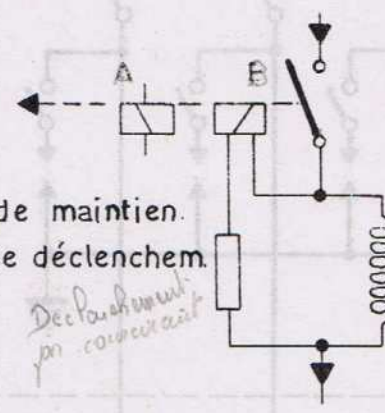 A B
de maintien.
e déclenchem.
Déclenchement
par courant